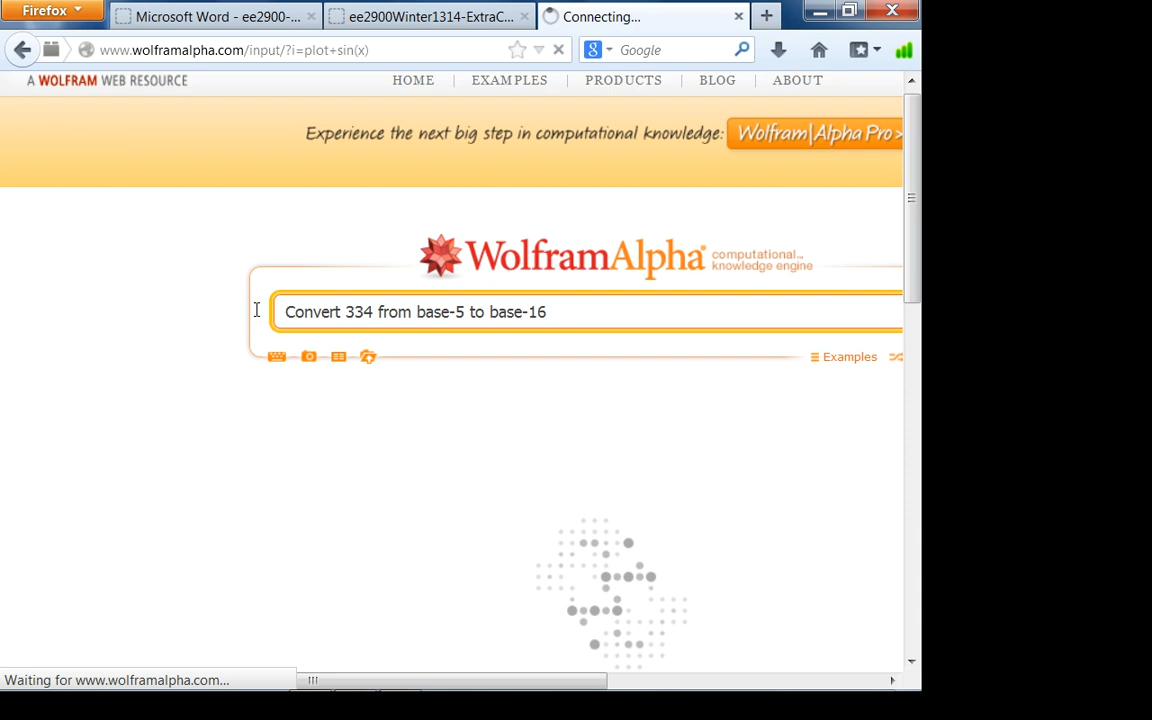 Firefox
Microsoft Word - ee2900-...
ee2900Winter1314-ExtraC...
Connecting...
www.wolframalpha.com/input/?i=plot+sin(x)
Google
A WOLFRAM WEB RESOURCE
HOME
EXAMPLES
PRODUCTS
BLOG
ABOUT
Experience the next big step in computational knowledge:
Wolfram|Alpha Pro >
WolframAlpha computational... knowledge engine
Convert 334 from base-5 to base-16
Examples
Waiting for www.wolframalpha.com...